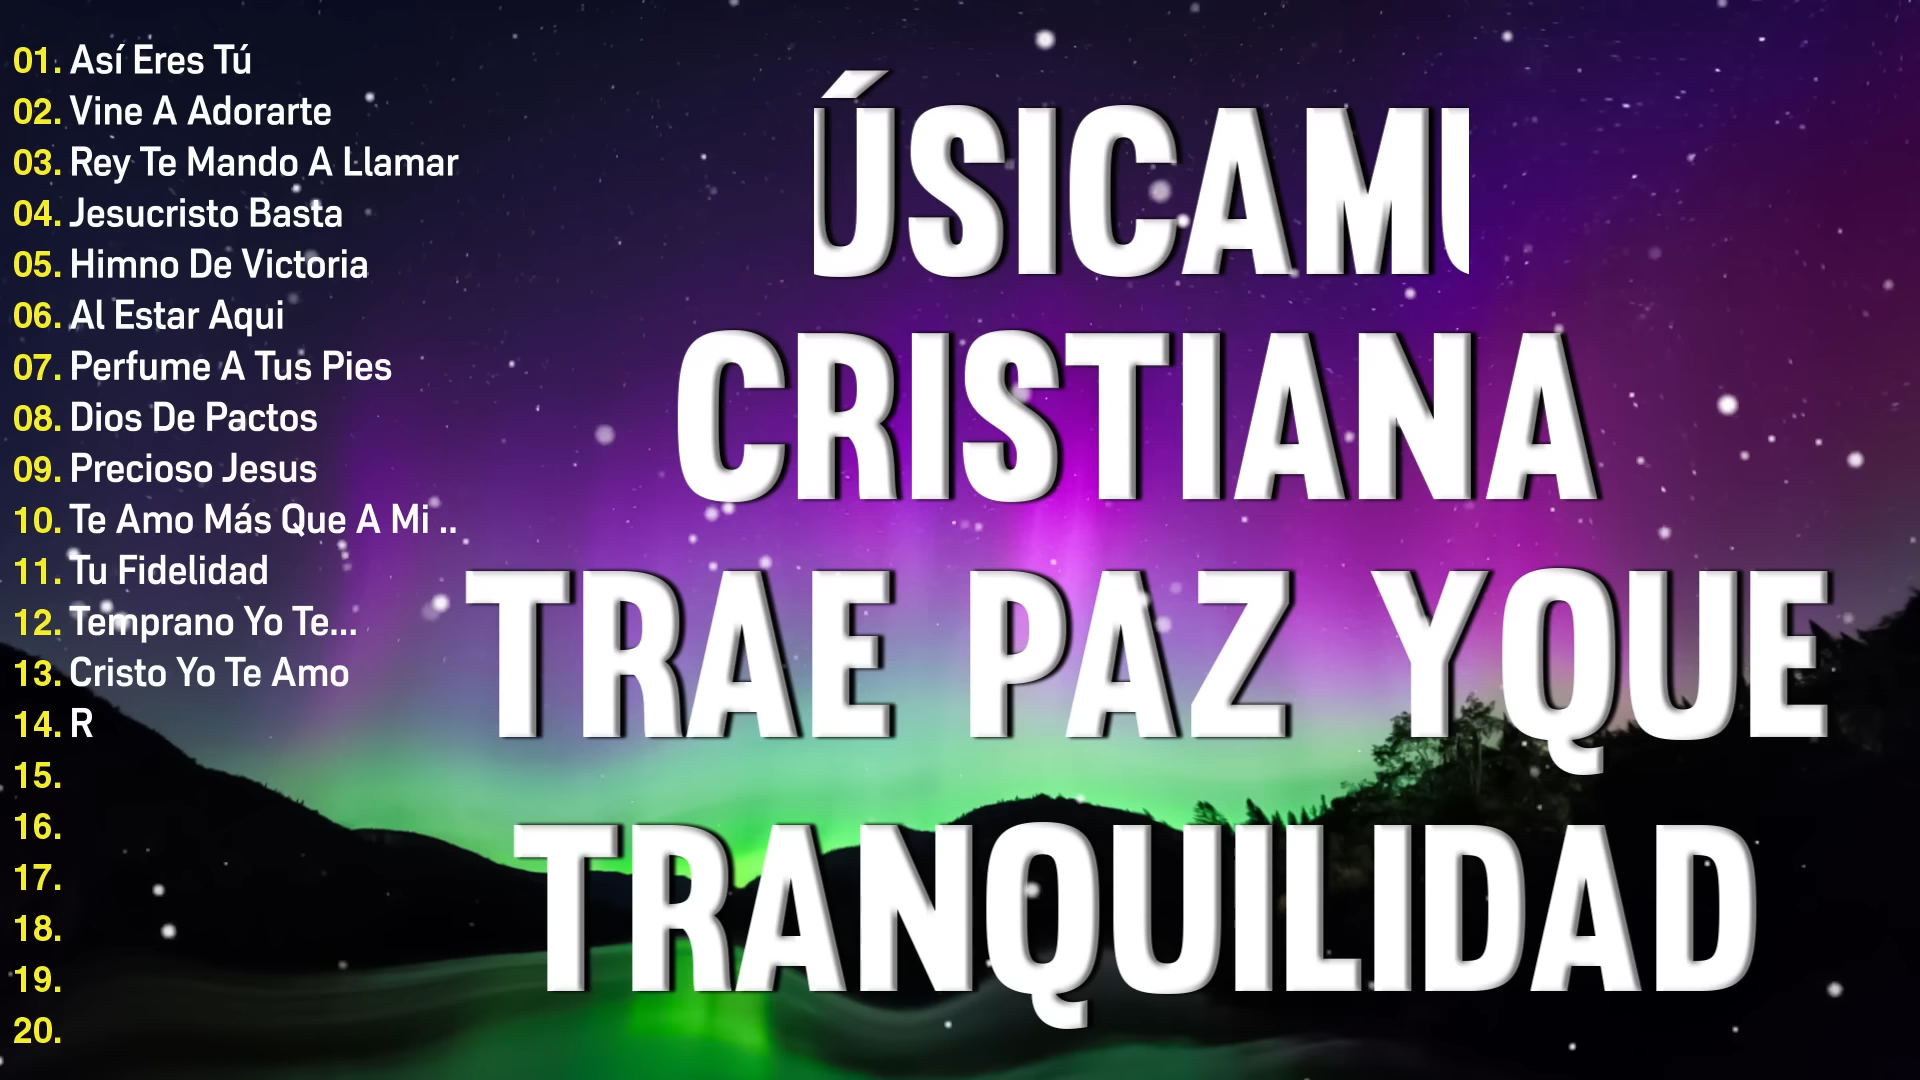 01. Así Eres Tú
02. Vine A Adorarte
03. Rey Te Mando A Llamar
04. Jesucristo Basta
05. Himno De Victoria
06. Al Estar Aqui
07. Perfume A Tus Pies
08. Dios De Pactos
09. Precioso Jesus
10. Te Amo Más Que A Mi ..
11. Tu Fidelidad
12. Temprano Yo Te...
13. Cristo Yo Te Amo
14. R
15.
16.
17.
18.
19.
20.
ÚSICAMU
CRISTIANA
TRAE PAZ YQUE
TRANQUILIDAD